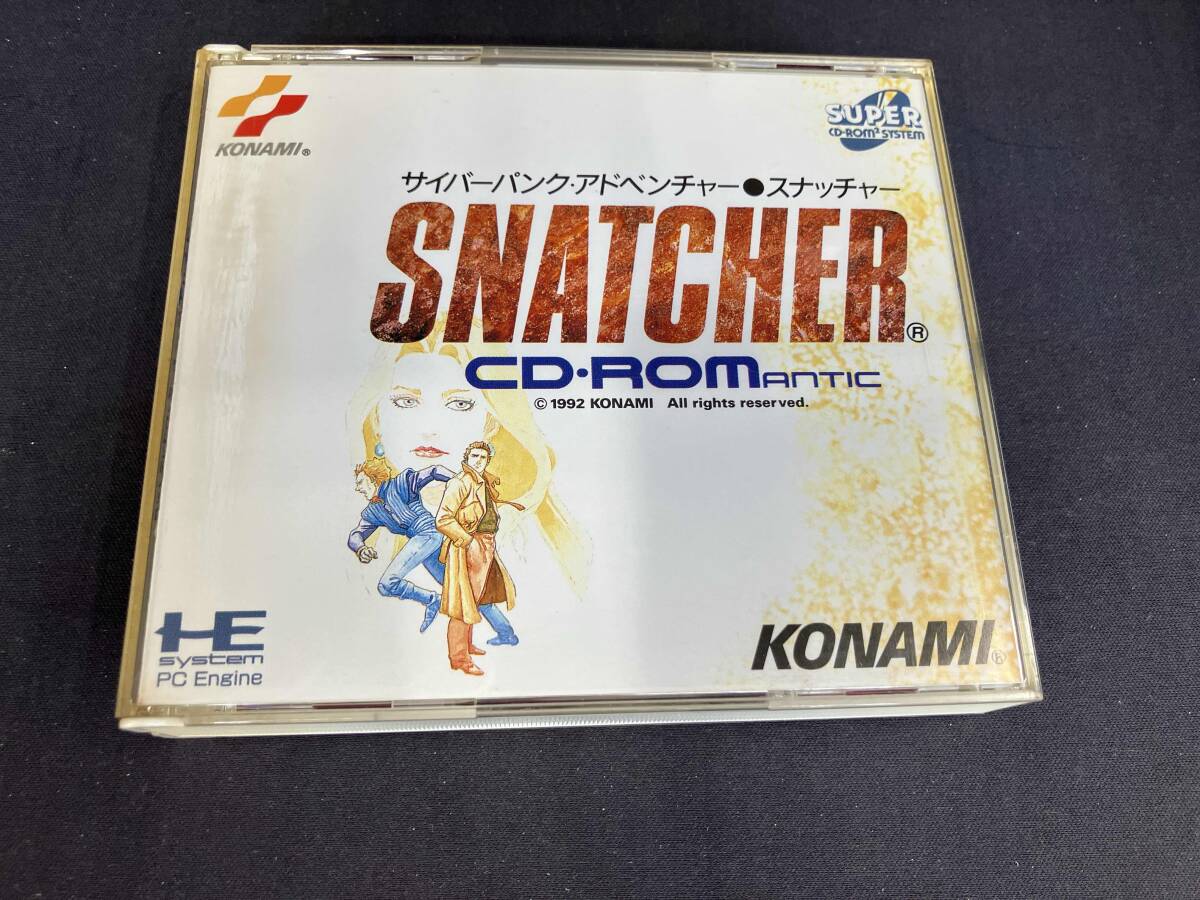 KONAMI®
SUPER
CD-ROM² SYSTEM
サイバーパンク・アドベンチャー●スナッチャー
SNATCHER®
CD・ROMANTIC
© 1992 KONAMI All rights reserved.
HE
system
PC Engine
KONAMI®